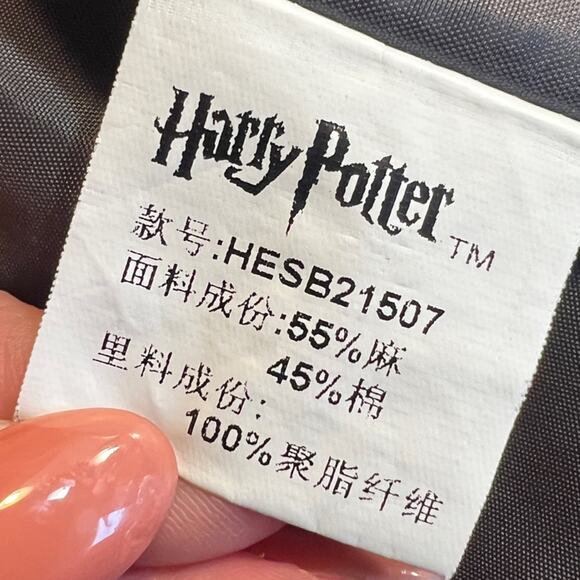 Harry Potter TM
款号:HESB21507
面料成份:55%麻
45%棉
里料成份:
100%聚脂纤维